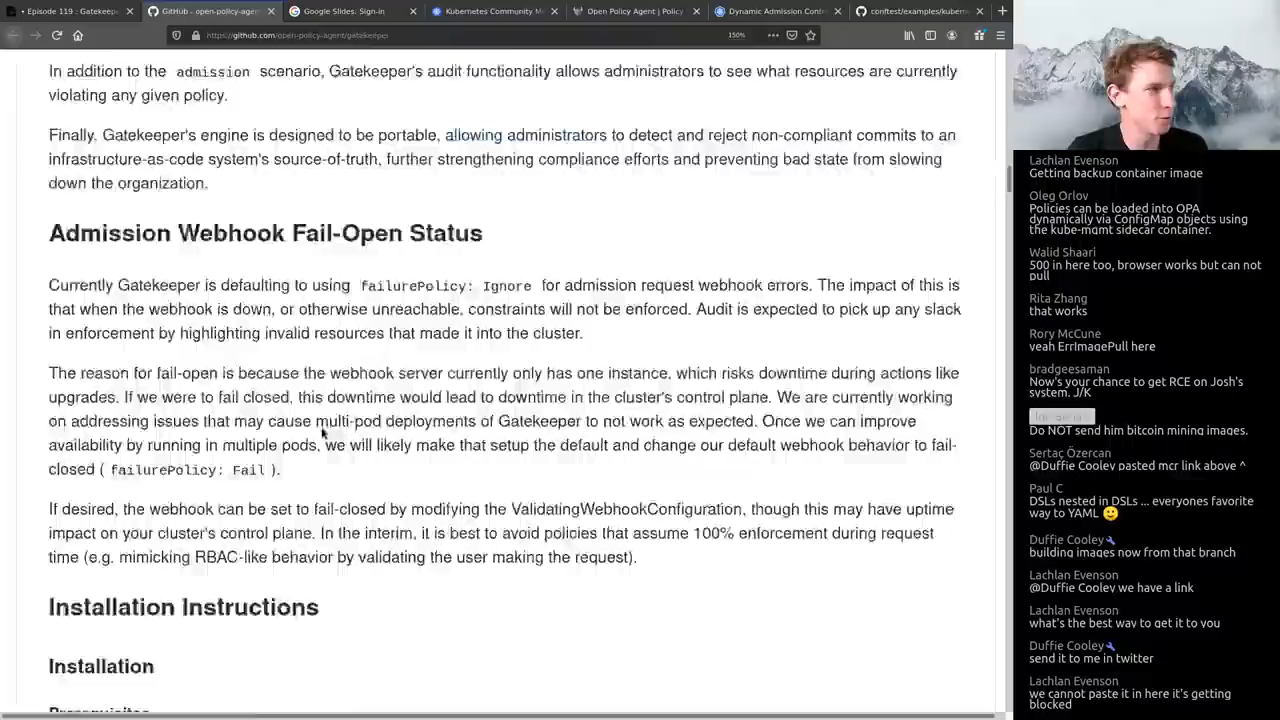 • Episode 119 : Gatekeep
GitHub - open-policy-agen
Google Slides: Sign-in
Kubernetes Community M
Open Policy Agent | Policy
Dynamic Admission Cont
conftest/examples/kubern
https://github.com/open-policy-agent/gatekeeper
150%
In addition to the admission scenario, Gatekeeper's audit functionality allows administrators to see what resources are currently
violating any given policy.
Finally, Gatekeeper's engine is designed to be portable, allowing administrators to detect and reject non-compliant commits to an
infrastructure-as-code system's source-of-truth, further strengthening compliance efforts and preventing bad state from slowing
down the organization.
Admission Webhook Fail-Open Status
Currently Gatekeeper is defaulting to using failurePolicy: Ignore for admission request webhook errors. The impact of this is
that when the webhook is down, or otherwise unreachable, constraints will not be enforced. Audit is expected to pick up any slack
in enforcement by highlighting invalid resources that made it into the cluster.
The reason for fail-open is because the webhook server currently only has one instance, which risks downtime during actions like
upgrades. If we were to fail closed, this downtime would lead to downtime in the cluster's control plane. We are currently working
on addressing issues that may cause multi-pod deployments of Gatekeeper to not work as expected. Once we can improve
availability by running in multiple pods, we will likely make that setup the default and change our default webhook behavior to fail-
closed ( failurePolicy: Fail ).
If desired, the webhook can be set to fail-closed by modifying the ValidatingWebhookConfiguration, though this may have uptime
impact on your cluster's control plane. In the interim, it is best to avoid policies that assume 100% enforcement during request
time (e.g. mimicking RBAC-like behavior by validating the user making the request).
Installation Instructions
Installation
Prerequisites
Lachlan Evenson
Getting backup container image
Oleg Orlov
Policies can be loaded into OPA
dynamically via ConfigMap objects using
the kube-mgmt sidecar container.
Walid Shaari
500 in here too, browser works but can not
pull
Rita Zhang
that works
Rory McCune
yeah ErrImagePull here
bradgeesaman
Now's your chance to get RCE on Josh's
system. J/K
Do NOT send him bitcoin mining images.
Sertaç Özercan
@Duffie Cooley pasted mcr link above ^
Paul C
DSLs nested in DSLs ... everyones favorite
way to YAML 🙂
Duffie Cooley
building images now from that branch
Lachlan Evenson
@Duffie Cooley we have a link
Lachlan Evenson
what's the best way to get it to you
Duffie Cooley
send it to me in twitter
Lachlan Evenson
we cannot paste it in here it's getting
blocked